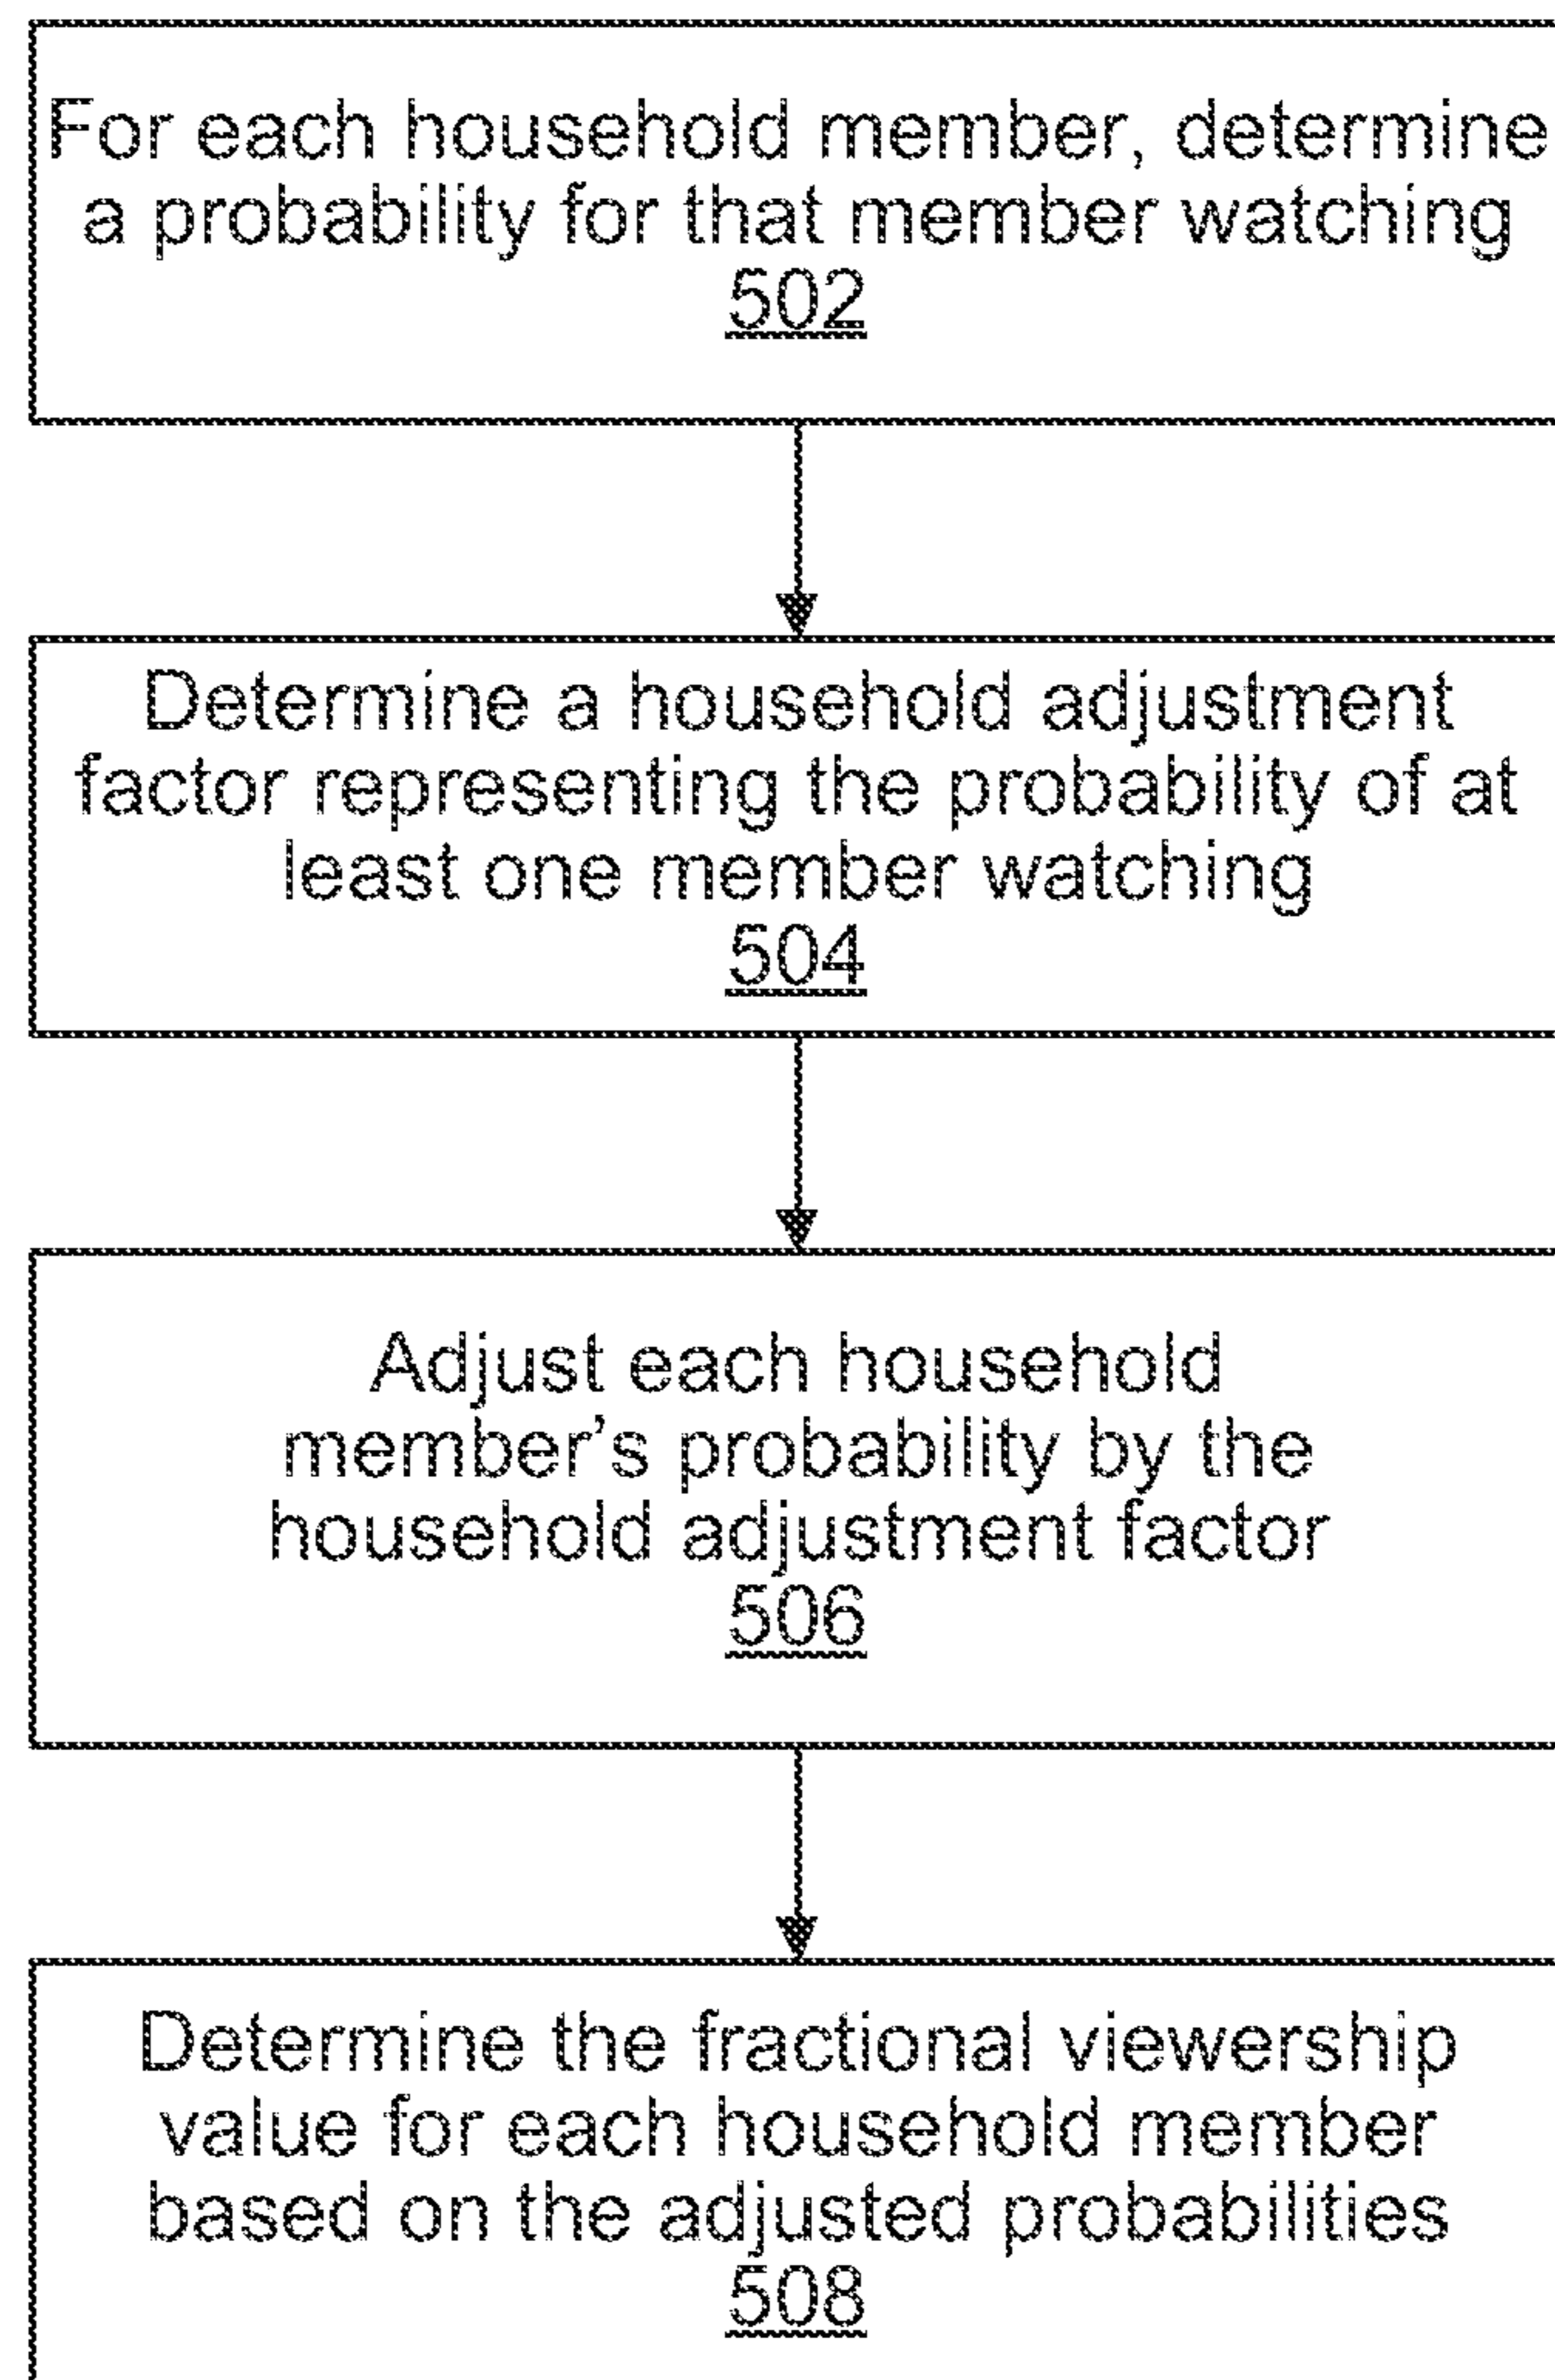 For each household member, determine
a probability for that member watching
502
Determine a household adjustment
factor representing the probability of at
least one member watching
504
Adjust each household
member’s probability by the
household adjustment factor
506
Determine the fractional viewership
value for each household member
based on the adjusted probabilities
508